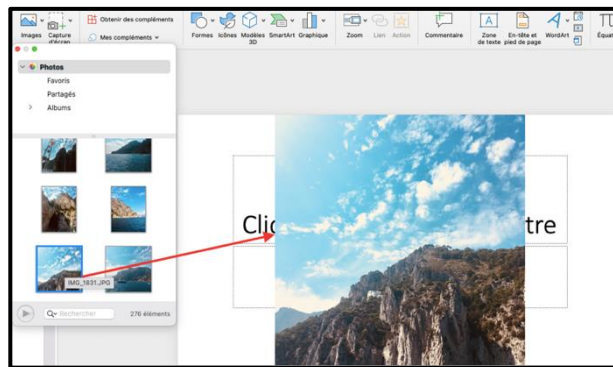 Obtenir des compléments
Mes compléments
Images
Capture d'écran
Formes
Icônes
Modèles 3D
SmartArt
Graphique
Zoom
Lien
Action
Commentaire
Zone de texte
En-tête et pied de page
WordArt
Équat
Photos
Favoris
Partagés
Albums
IMG_1831.JPG
Rechercher
276 éléments
Clic
tre